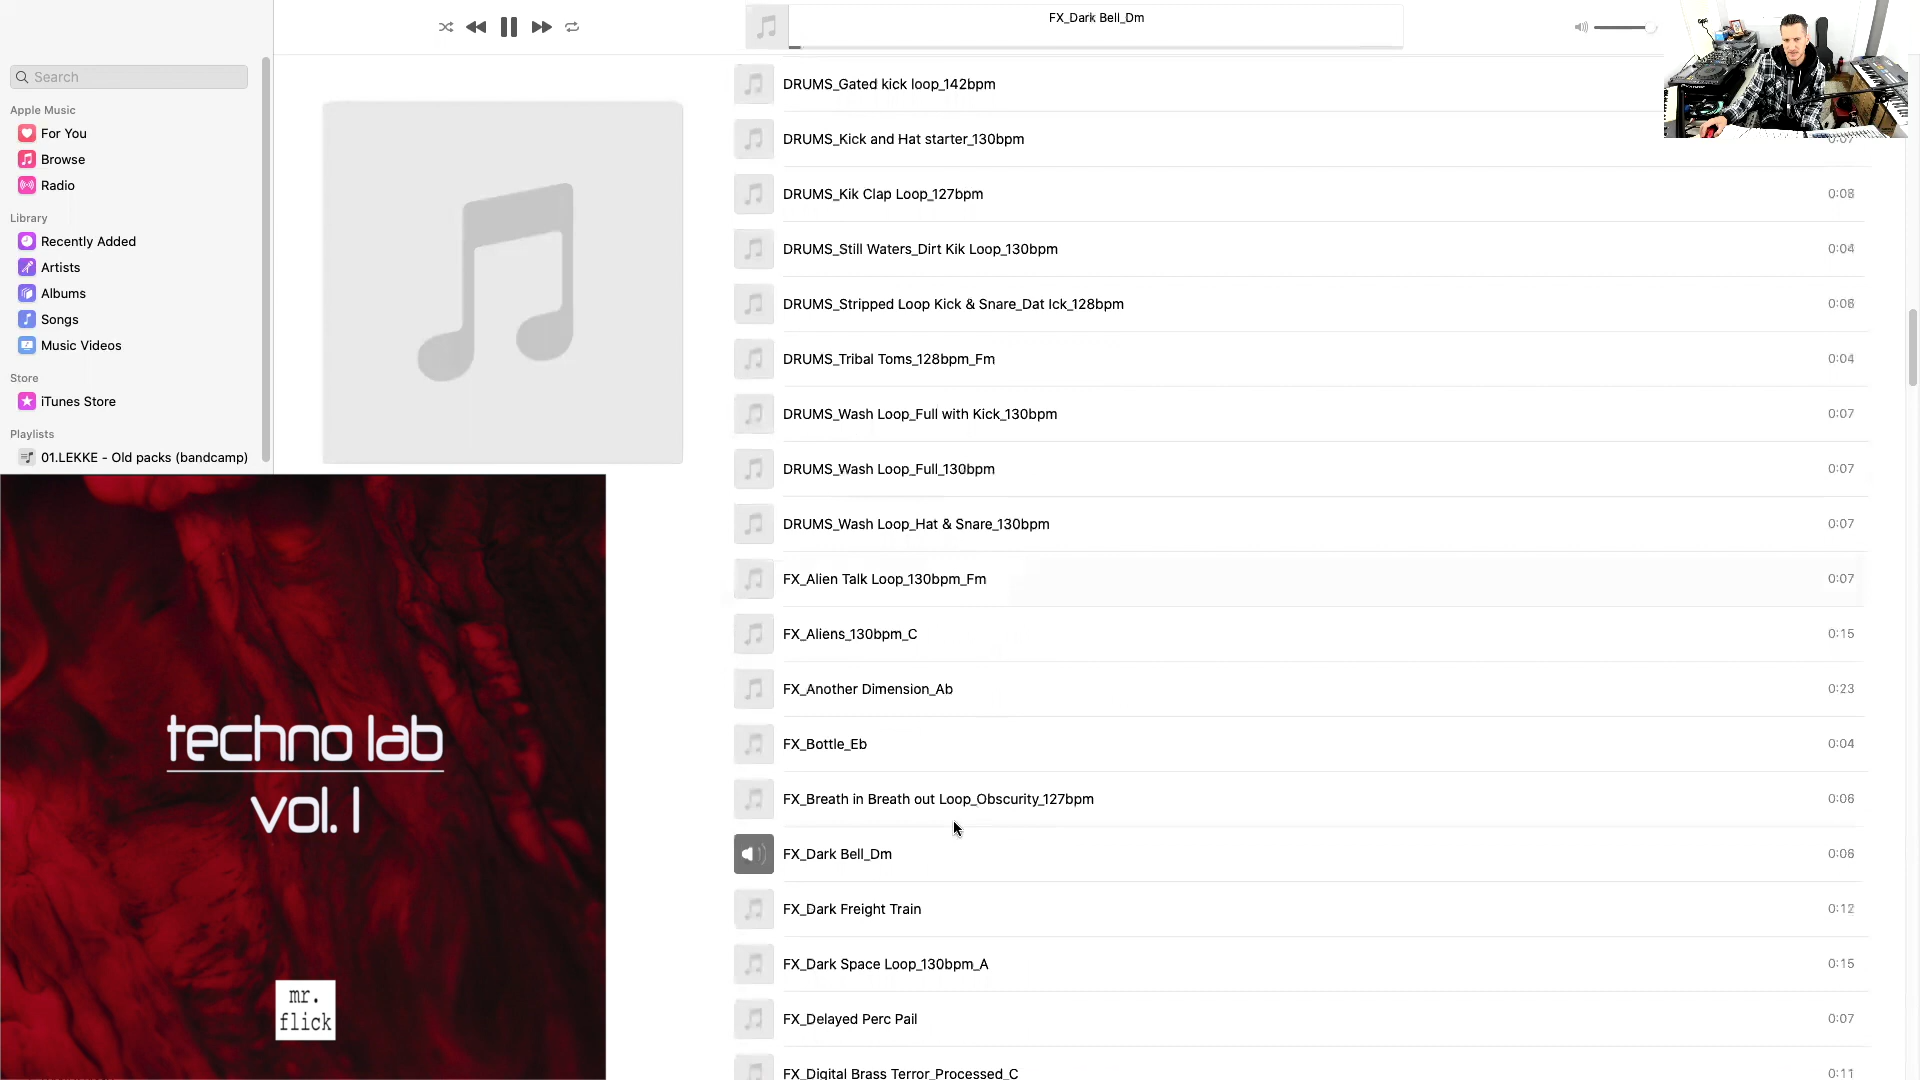 FX_Dark Bell_Dm
Search
Apple Music
For You
Browse
Radio
Library
Recently Added
Artists
Albums
Songs
Music Videos
Store
iTunes Store
Playlists
01.LEKKE - Old packs (bandcamp)
techno lab
vol. 1
mr.
flick
DRUMS_Gated kick loop_142bpm
DRUMS_Kick and Hat starter_130bpm 0:07
DRUMS_Kik Clap Loop_127bpm 0:08
DRUMS_Still Waters_Dirt Kik Loop_130bpm 0:04
DRUMS_Stripped Loop Kick & Snare_Dat Ick_128bpm 0:08
DRUMS_Tribal Toms_128bpm_Fm 0:04
DRUMS_Wash Loop_Full with Kick_130bpm 0:07
DRUMS_Wash Loop_Full_130bpm 0:07
DRUMS_Wash Loop_Hat & Snare_130bpm 0:07
FX_Alien Talk Loop_130bpm_Fm 0:07
FX_Aliens_130bpm_C 0:15
FX_Another Dimension_Ab 0:23
FX_Bottle_Eb 0:04
FX_Breath in Breath out Loop_Obscurity_127bpm 0:06
FX_Dark Bell_Dm 0:06
FX_Dark Freight Train 0:12
FX_Dark Space Loop_130bpm_A 0:15
FX_Delayed Perc Pail 0:07
FX_Digital Brass Terror_Processed_C 0:11